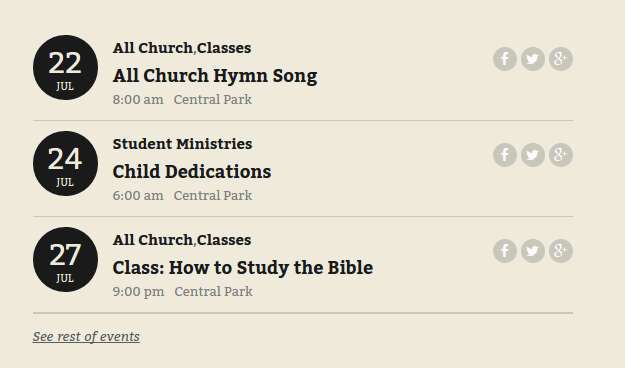 22
JUL
All Church,Classes
All Church Hymn Song
8:00 am Central Park
24
JUL
Student Ministries
Child Dedications
6:00 am Central Park
27
JUL
All Church,Classes
Class: How to Study the Bible
9:00 pm Central Park
See rest of events